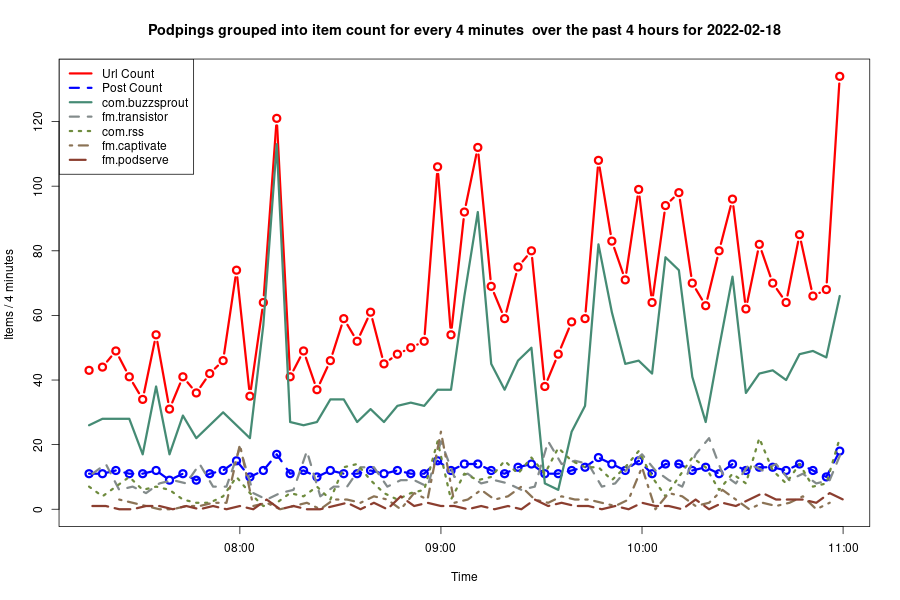 Podpings grouped into item count for every 4 minutes  over the past 4 hours for 2022-02-18
Url Count
Post Count
com.buzzsprout
fm.transistor
com.rss
fm.captivate
fm.podserve
Items / 4 minutes
120
100
80
60
40
20
0
08:00
09:00
10:00
11:00
Time